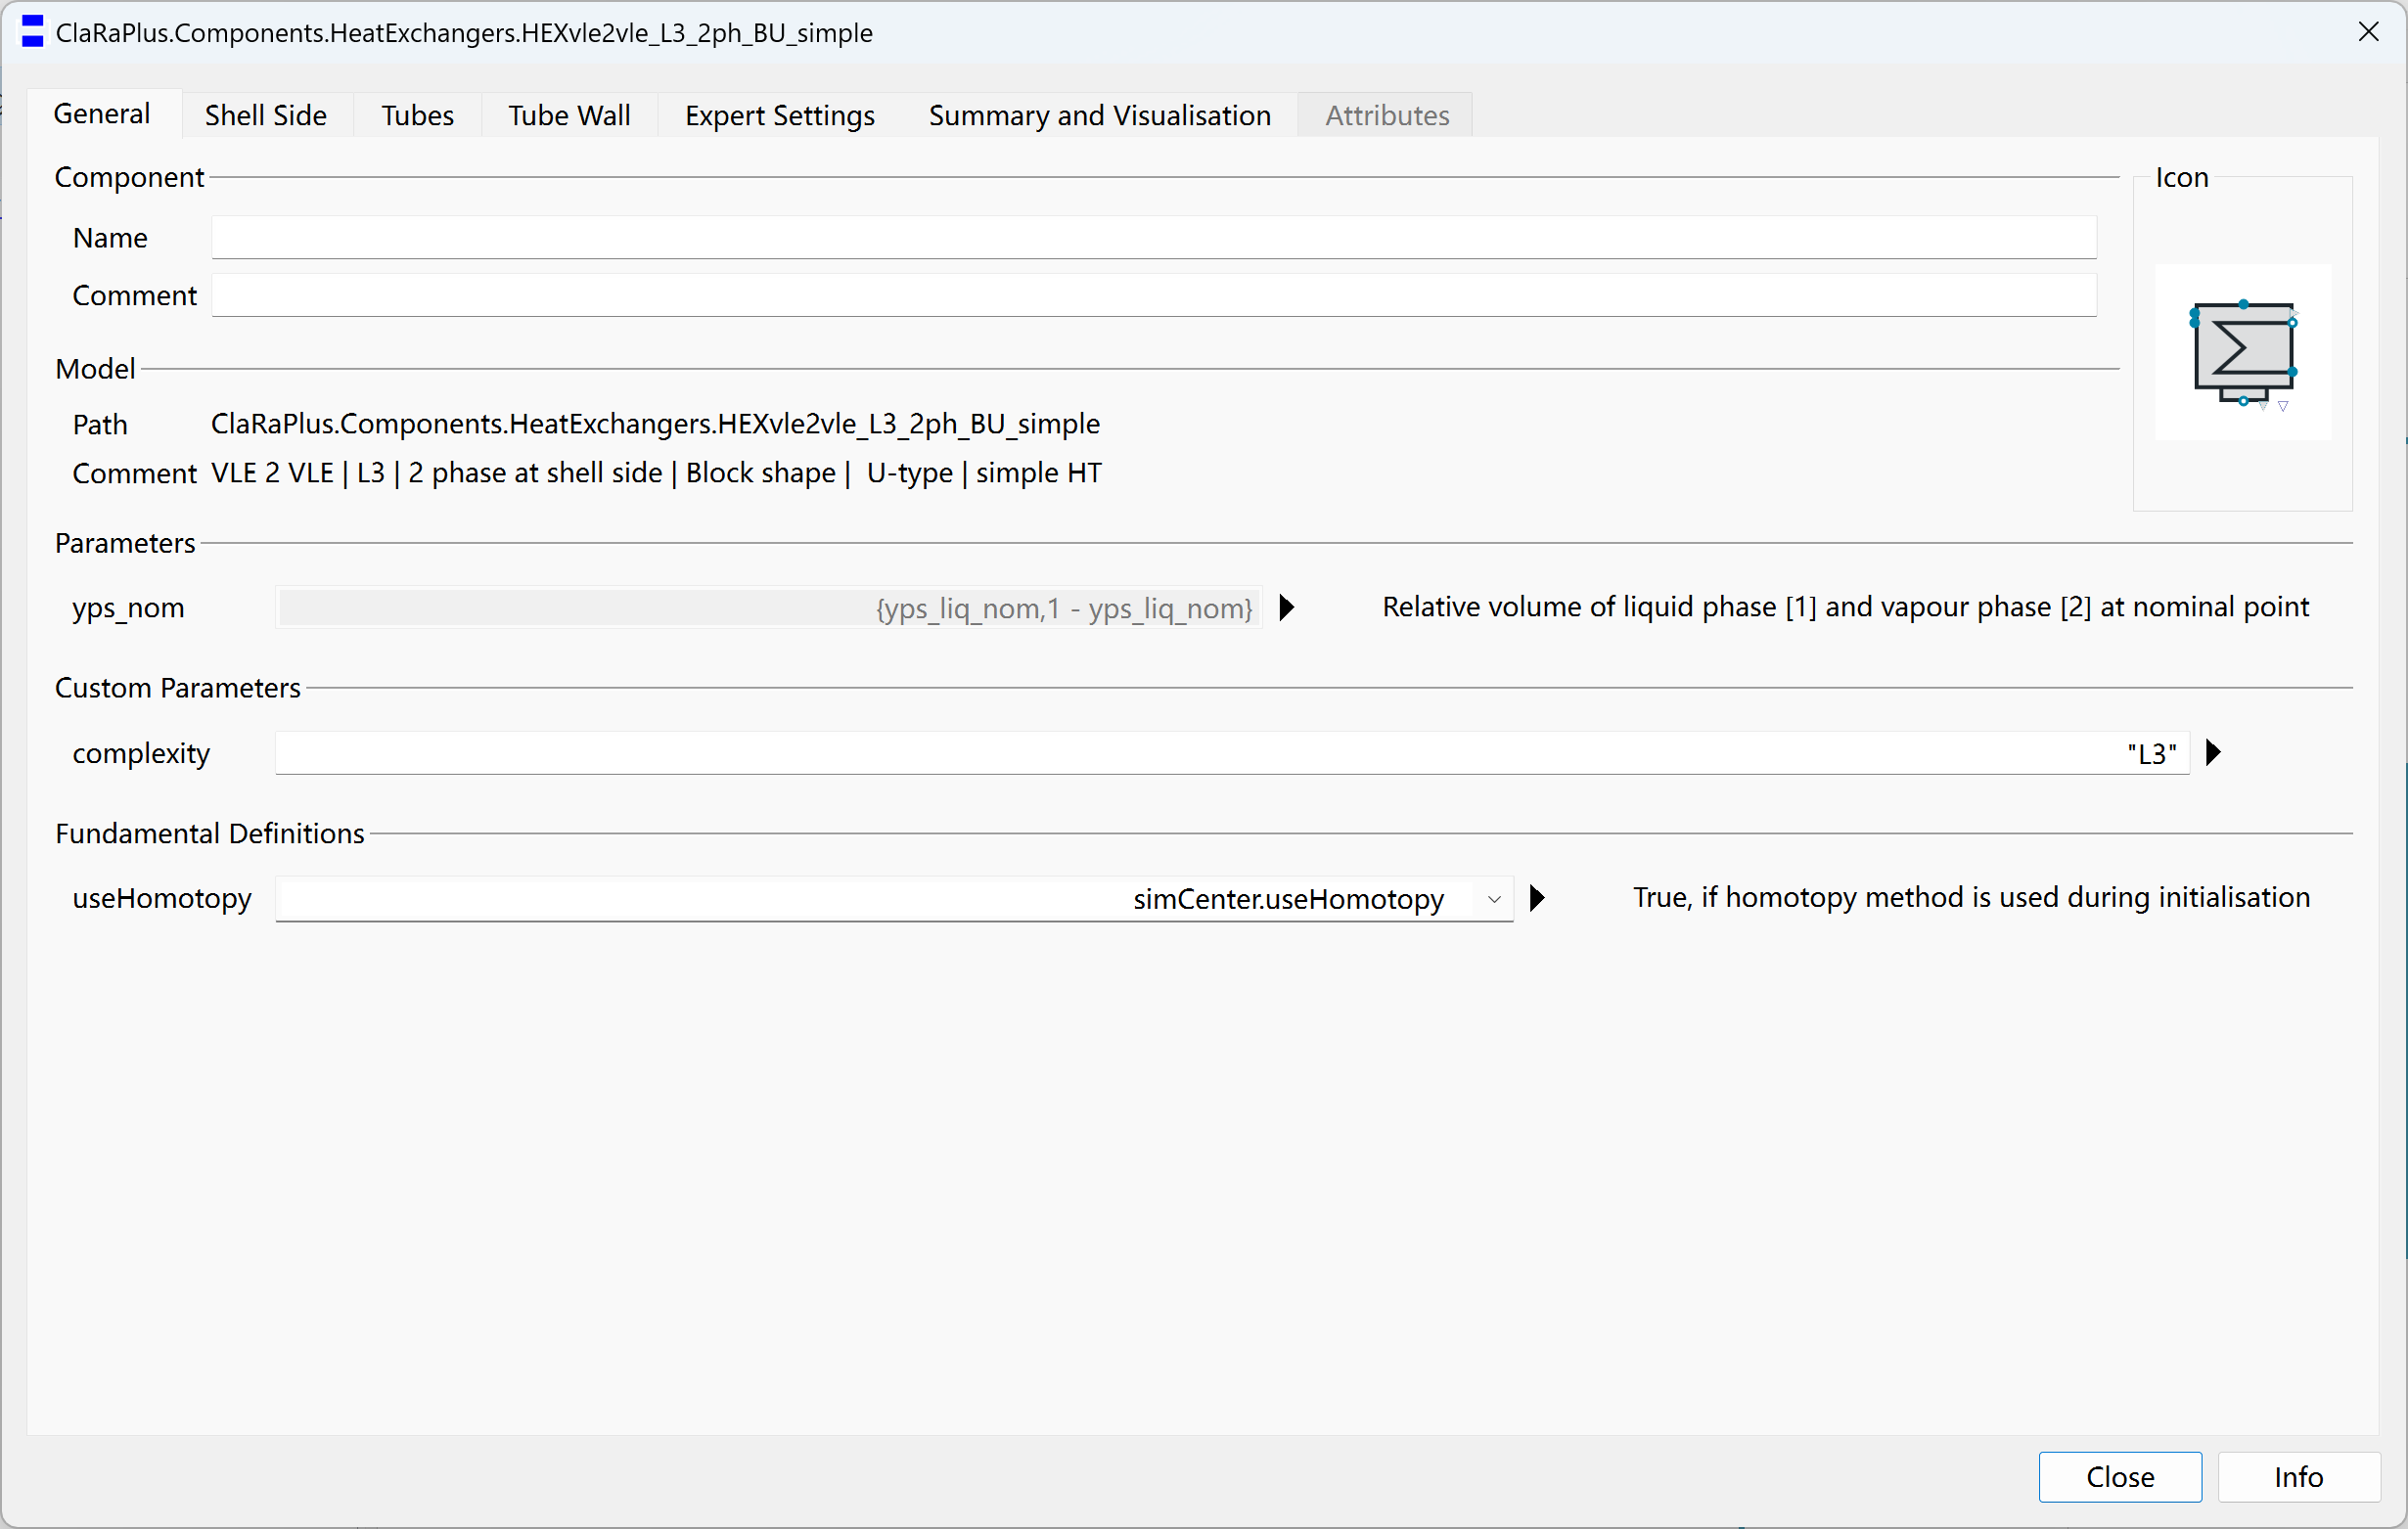 ClaRaPlus.Components.HeatExchangers.HEXvle2vle_L3_2ph_BU_simple
General Shell Side Tubes Tube Wall Expert Settings Summary and Visualisation Attributes
Component Icon
Name
Comment
Model
Path ClaRaPlus.Components.HeatExchangers.HEXvle2vle_L3_2ph_BU_simple
Comment VLE 2 VLE | L3 | 2 phase at shell side | Block shape |  U-type | simple HT
Parameters
yps_nom {yps_liq_nom,1 - yps_liq_nom} Relative volume of liquid phase [1] and vapour phase [2] at nominal point
Custom Parameters
complexity "L3"
Fundamental Definitions
useHomotopy simCenter.useHomotopy True, if homotopy method is used during initialisation
Close Info